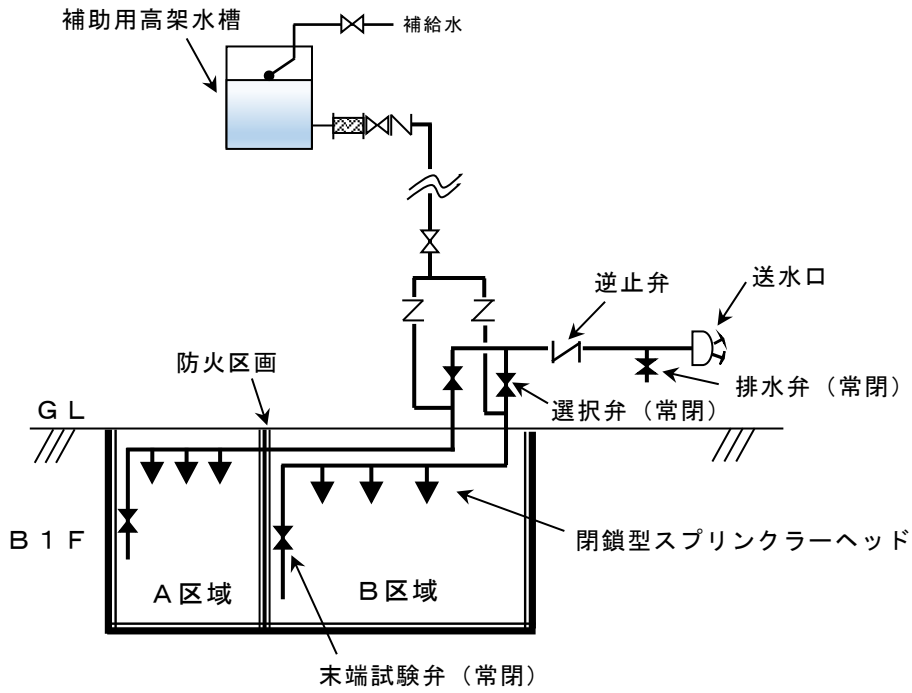 補助用高架水槽
補給水
送水口
逆止弁
防火区画
排水弁（常閉）
選択弁（常閉）
ＧＬ
Ｂ１Ｆ
閉鎖型スプリンクラーヘッド
Ａ区域
Ｂ区域
末端試験弁（常閉）